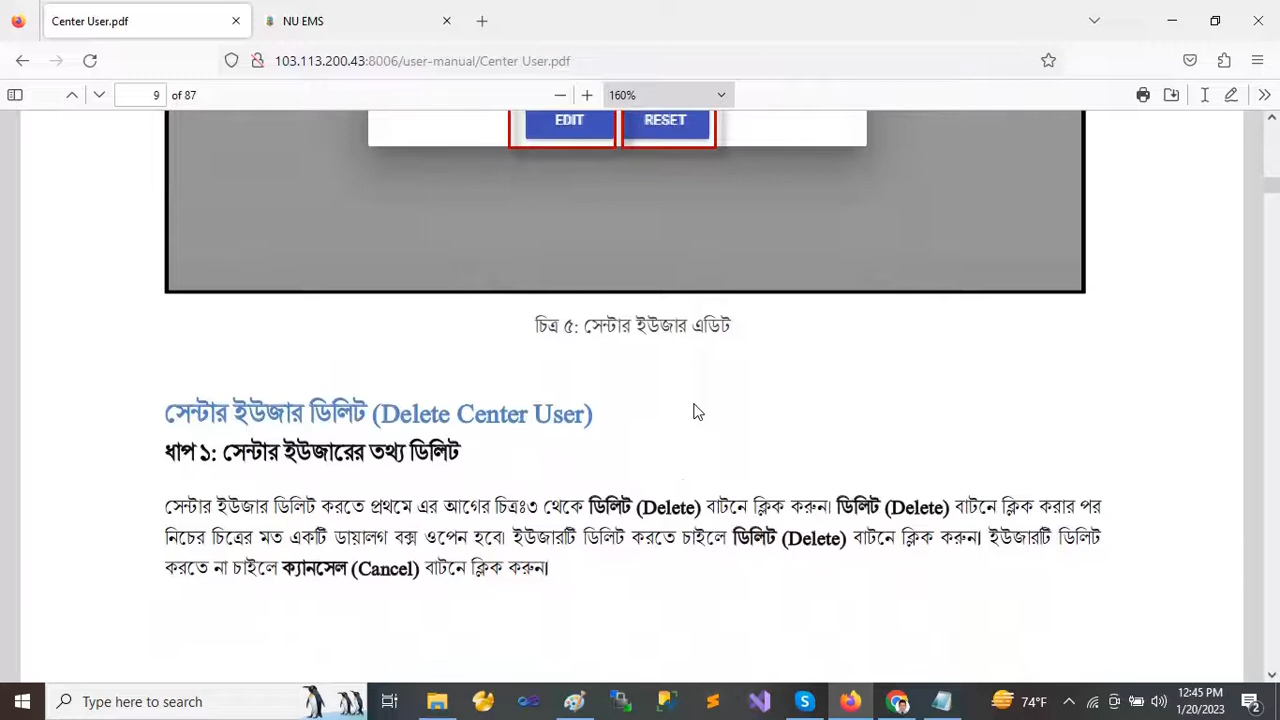 Center User.pdf
NU EMS
103.113.200.43:8006/user-manual/Center User.pdf
9 of 87
160%
EDIT RESET
চিত্র ৫: সেন্টার ইউজার এডিট
সেন্টার ইউজার ডিলিট (Delete Center User)
ধাপ ১: সেন্টার ইউজারের তথ্য ডিলিট
সেন্টার ইউজার ডিলিট করতে প্রথমে এর আগের চিত্রঃ৩ থেকে ডিলিট (Delete) বাটনে ক্লিক করুন। ডিলিট (Delete) বাটনে ক্লিক করার পর
নিচের চিত্রের মত একটি ডায়ালগ বক্স ওপেন হবে। ইউজারটি ডিলিট করতে চাইলে ডিলিট (Delete) বাটনে ক্লিক করুন। ইউজারটি ডিলিট
করতে না চাইলে ক্যানসেল (Cancel) বাটনে ক্লিক করুন।
Type here to search
74°F
12:45 PM
1/20/2023
2